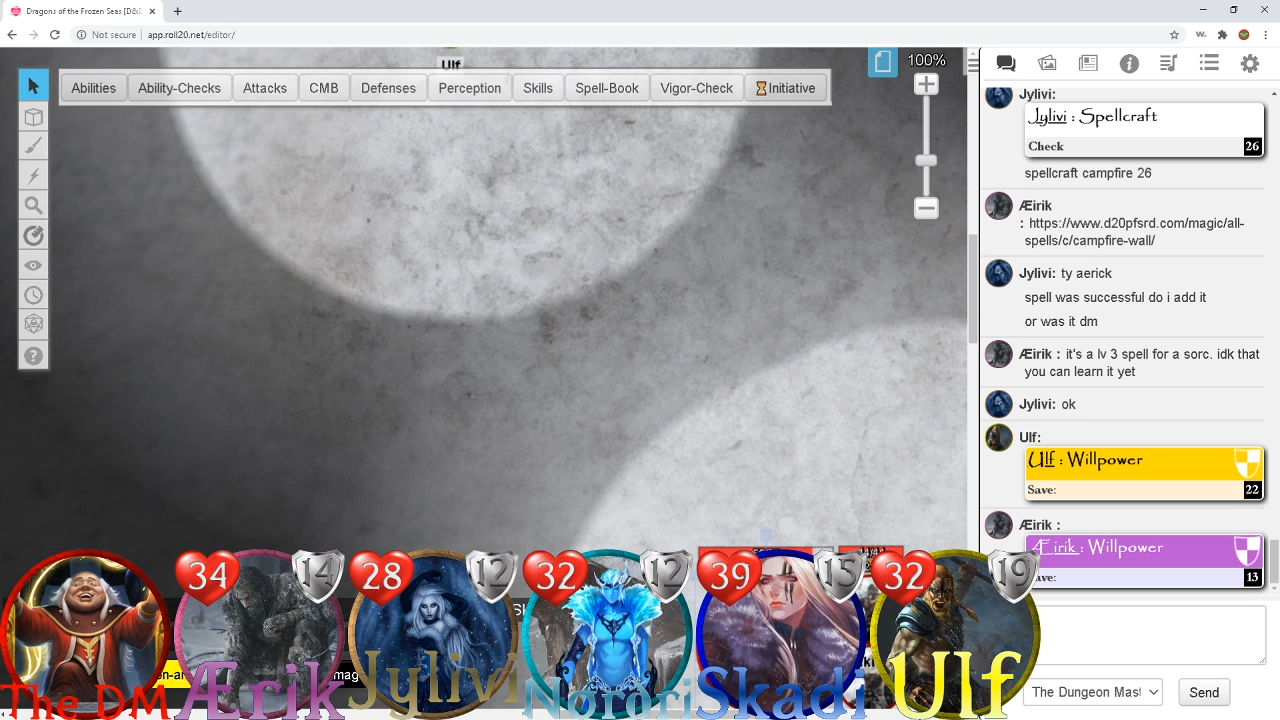 Dragons of the Frozen Seas [D&D
Not secure | app.roll20.net/editor/
Ulf
100%
Abilities
Ability-Checks
Attacks
CMB
Defenses
Perception
Skills
Spell-Book
Vigor-Check
Initiative
Jylivi:
Jylivi : Spellcraft
Check 26
spellcraft campfire 26
Æirik
: https://www.d20pfsrd.com/magic/all-
spells/c/campfire-wall/
Jylivi: ty aerick
spell was successful do i add it
or was it dm
Æirik : it's a lv 3 spell for a sorc. idk that
you can learn it yet
Jylivi: ok
Ulf:
Ulf : Willpower
Save: 22
Æirik :
Æirik : Willpower
ave: 13
34 14
28 12
32 12
39 15
32 19
The DM
Ærik
Jylivi
Norori
Skadi
Ulf
The Dungeon Mast
Send